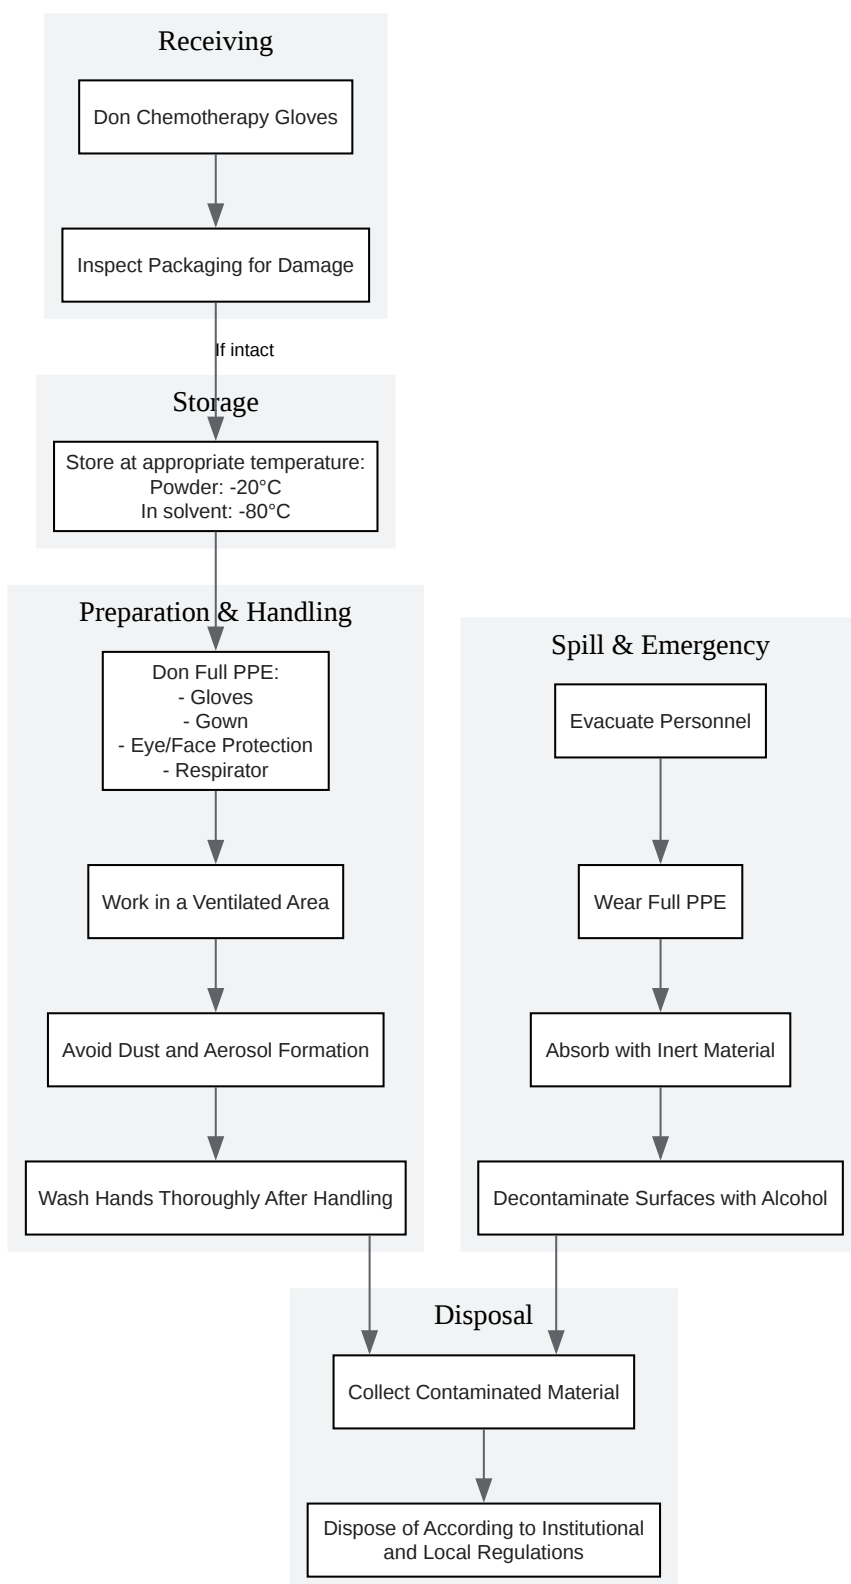 Receiving
Don Chemotherapy Gloves
Inspect Packaging for Damage
If intact
Storage
Store at appropriate temperature:
Powder: -20°C
In solvent: -80°C
Preparation & Handling
Don Full PPE:
- Gloves
- Gown
- Eye/Face Protection
- Respirator
Work in a Ventilated Area
Avoid Dust and Aerosol Formation
Wash Hands Thoroughly After Handling
Spill & Emergency
Evacuate Personnel
Wear Full PPE
Absorb with Inert Material
Decontaminate Surfaces with Alcohol
Disposal
Collect Contaminated Material
Dispose of According to Institutional
and Local Regulations